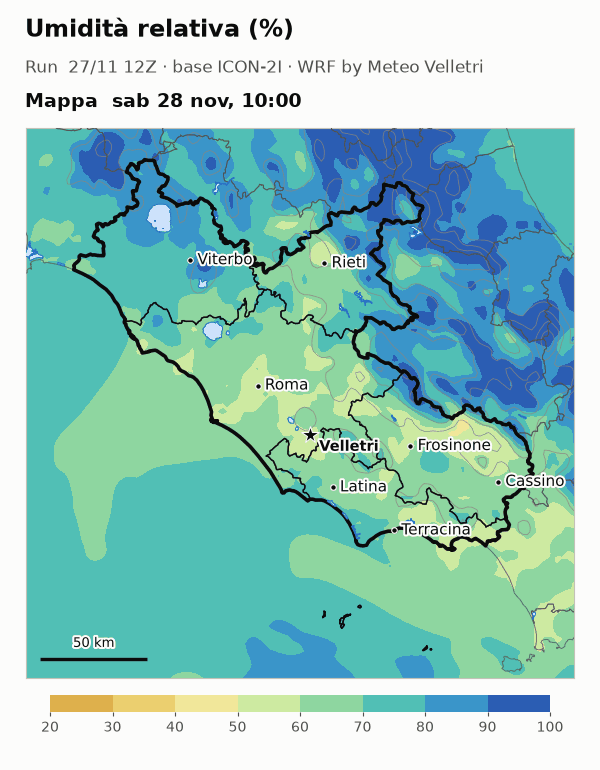 Umidità relativa (%)
Run 27/11 12Z · base ICON-2I · WRF by Meteo Velletri
Mappa sab 28 nov, 10:00
Viterbo
Rieti
Roma
Velletri
Frosinone
Latina
Cassino
Terracina
50 km
20 30 40 50 60 70 80 90 100